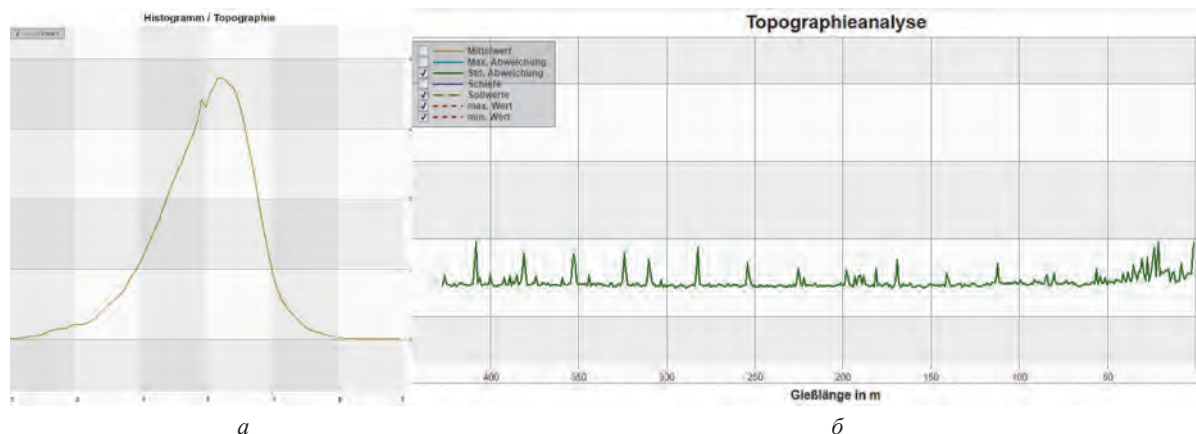 Histogramm / Topographie
Topographieanalyse
Mittelwert
Max. Abweichung
Std. Abweichung
Schiefe
Sollwerte
max. Wert
min. Wert
400 350 300 250 200 150 100 50
Gießlänge in m
а б